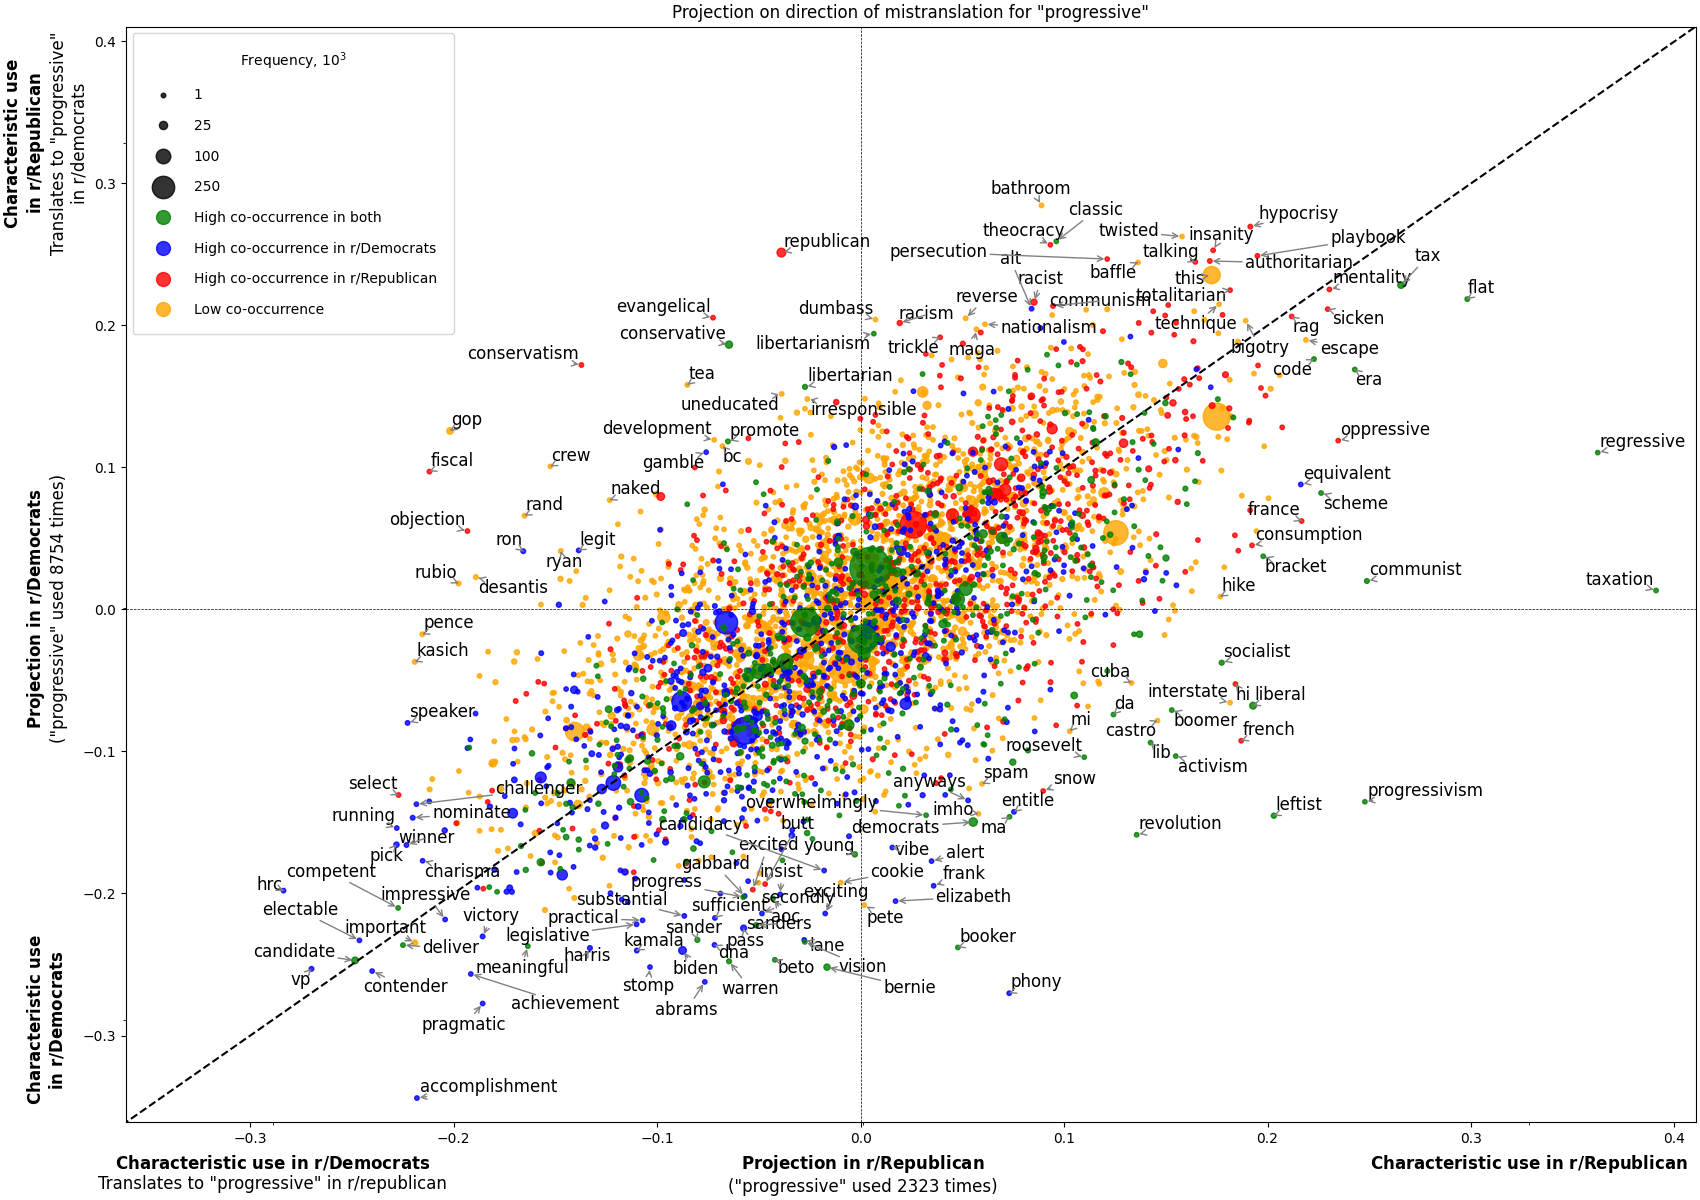 Projection on direction of mistranslation for "progressive"
Characteristic use
in r/Republican
Translates to "progressive"
in r/democrats
Projection in r/Democrats
("progressive" used 8754 times)
Characteristic use
in r/Democrats
0.4
0.3
0.2
0.1
0.0
−0.1
−0.2
−0.3
Frequency, 10³
1
25
100
250
High co-occurrence in both
High co-occurrence in r/Democrats
High co-occurrence in r/Republican
Low co-occurrence
bathroom
classic
hypocrisy
theocracy
twisted
insanity
republican
persecution
alt
talking
playbook
authoritarian
tax
baffle
racist
this
mentality
flat
reverse
communism
totalitarian
evangelical
dumbass
racism
nationalism
technique
rag
sicken
conservative
libertarianism
trickle
maga
bigotry
escape
conservatism
tea
libertarian
code
era
uneducated
irresponsible
gop
development
promote
oppressive
regressive
fiscal
crew
gamble
bc
equivalent
naked
scheme
objection
rand
france
ron
legit
consumption
ryan
bracket
rubio
desantis
communist
taxation
hike
pence
kasich
socialist
cuba
interstate
hi
liberal
speaker
da
mi
castro
boomer
french
roosevelt
lib
activism
select
challenger
anyways
spam
snow
progressivism
running
nominate
overwhelmingly
imho
entitle
leftist
winner
candidacy
butt
democrats
ma
revolution
pick
charisma
excited
young
vibe
alert
competent
gabbard
insist
cookie
frank
hrc
impressive
progress
exciting
elizabeth
electable
victory
substantial
sufficient
secondly
important
practical
aoc
pete
legislative
sander
sanders
candidate
deliver
kamala
pass
lane
booker
harris
dna
vp
contender
meaningful
biden
beto
vision
stomp
warren
bernie
phony
achievement
abrams
pragmatic
accomplishment
−0.3
−0.2
−0.1
0.0
0.1
0.2
0.3
0.4
Characteristic use in r/Democrats
Translates to "progressive" in r/republican
Projection in r/Republican
("progressive" used 2323 times)
Characteristic use in r/Republican